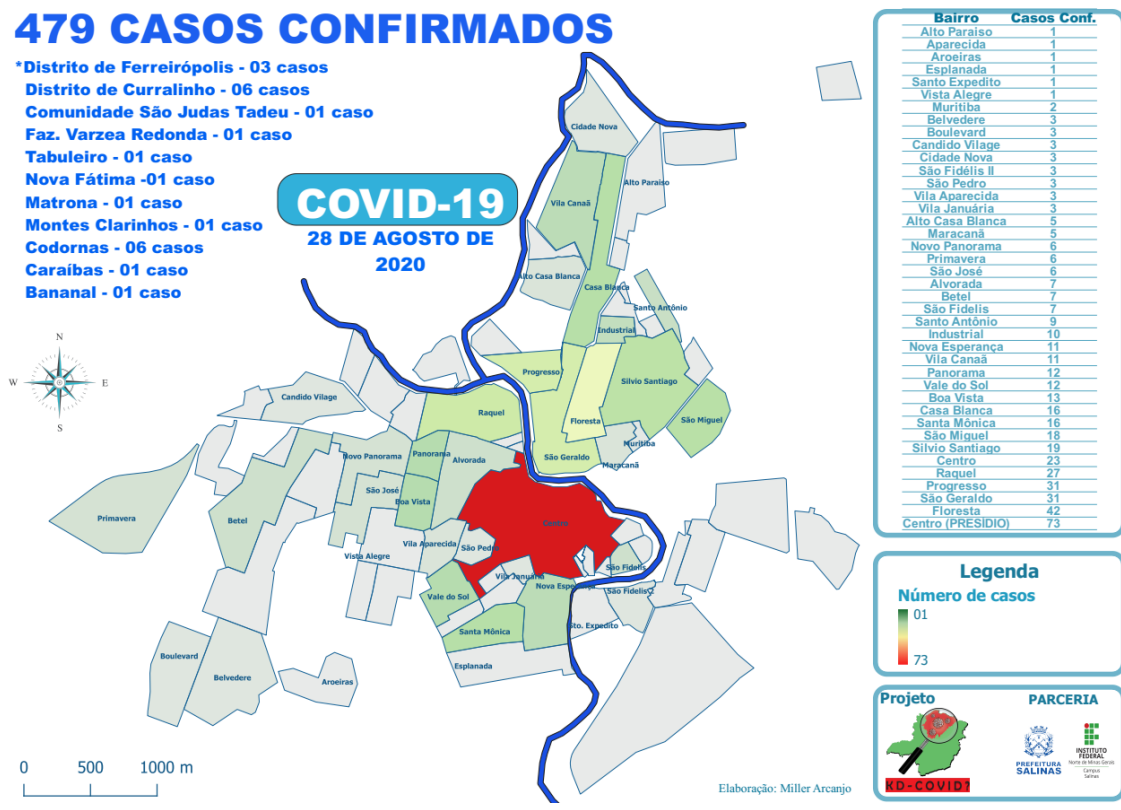 479 CASOS CONFIRMADOS
*Distrito de Ferreirópolis - 03 casos
Distrito de Curralinho - 06 casos
Comunidade São Judas Tadeu - 01 caso
Faz. Varzea Redonda - 01 caso
Tabuleiro - 01 caso
Nova Fátima -01 caso
Matrona - 01 caso
Montes Clarinhos - 01 caso
Codornas - 06 casos
Caraíbas - 01 caso
Bananal - 01 caso
COVID-19
28 DE AGOSTO DE
2020
N
W E
S
Cidade Nova
Alto Paraiso
Vila Canaã
Alto Casa Blanca
Casa Blanca
Santo Antônio
Industrial
Progresso
Silvio Santiago
Candido Vilage
Raquel
Floresta
São Miguel
Muritiba
Novo Panorama
Panorama
Alvorada
São Geraldo
Maracanã
São José
Boa Vista
Primavera
Betel
Centro
Vista Alegre
Vila Aparecida
São Pedro
São Fidelis
Vila Januária
Nova Esperança
São Fidelis 2
Vale do Sol
Santa Mônica
Sto. Expedito
Esplanada
Boulevard
Belvedere
Aroeiras
0 500 1000 m
Elaboração: Miller Arcanjo
Bairro Casos Conf.
Alto Paraiso 1
Aparecida 1
Aroeiras 1
Esplanada 1
Santo Expedito 1
Vista Alegre 1
Muritiba 2
Belvedere 3
Boulevard 3
Candido Vilage 3
Cidade Nova 3
São Fidélis II 3
São Pedro 3
Vila Aparecida 3
Vila Januária 3
Alto Casa Blanca 5
Maracanã 5
Novo Panorama 6
Primavera 6
São José 6
Alvorada 7
Betel 7
São Fidelis 7
Santo Antônio 9
Industrial 10
Nova Esperança 11
Vila Canaã 11
Panorama 12
Vale do Sol 12
Boa Vista 13
Casa Blanca 16
Santa Mônica 16
São Miguel 18
Silvio Santiago 19
Centro 23
Raquel 27
Progresso 31
São Geraldo 31
Floresta 42
Centro (PRESÍDIO) 73
Legenda
Número de casos
01
73
Projeto
KD-COVID?
PARCERIA
PREFEITURA
SALINAS
INSTITUTO
FEDERAL
Norte de Minas Gerais
Campus
Salinas